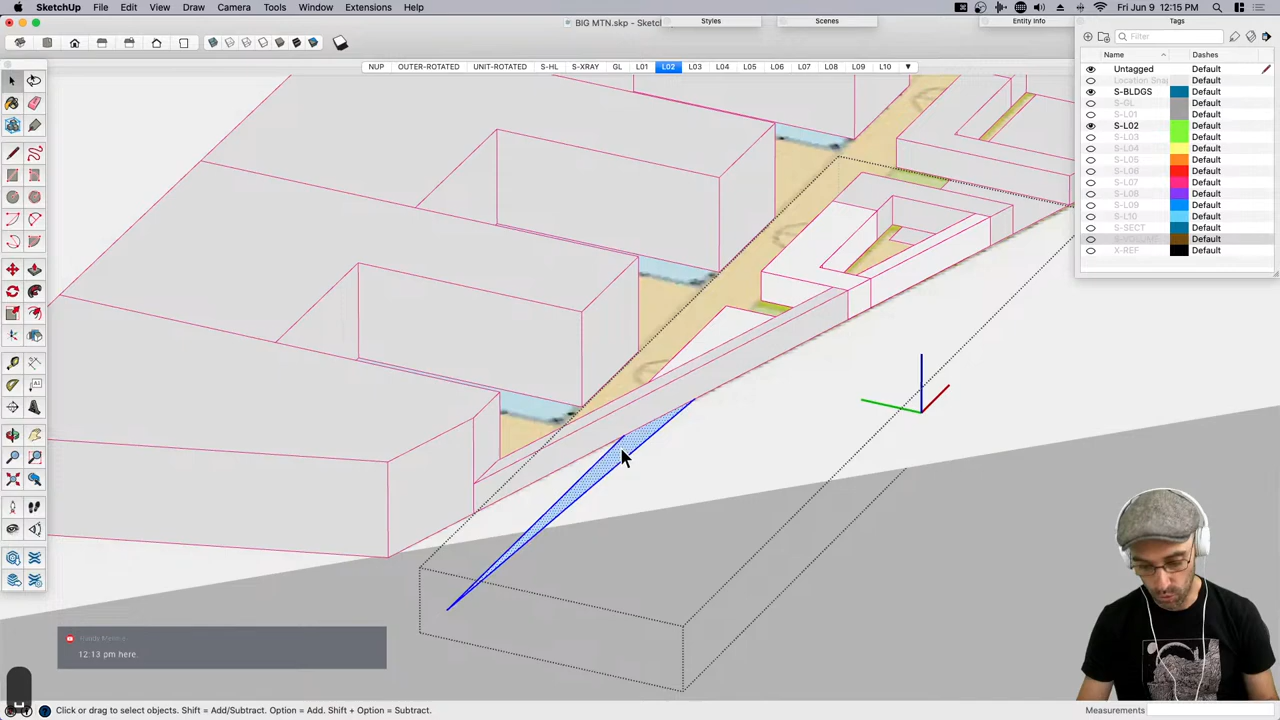 SketchUp File Edit View Draw Camera Tools Window Extensions Help
Fri Jun 9 12:15 PM
BIG MTN.skp - Sketch
Styles
Scenes
Entity Info
Tags
Filter
Name Dashes
NUP OUTER-ROTATED UNIT-ROTATED S-HL S-XRAY GL L01 L02 L03 L04 L05 L06 L07 L08 L09 L10
Untagged Default
Location Sna Default
S-BLDGS Default
S-GL Default
S-L01 Default
S-L02 Default
S-L03 Default
S-L04 Default
S-L05 Default
S-L06 Default
S-L07 Default
S-L08 Default
S-L09 Default
S-L10 Default
S-SECT Default
Default
X-REF Default
12:13 pm here.
Click or drag to select objects. Shift = Add/Subtract. Option = Add. Shift + Option = Subtract.
Measurements